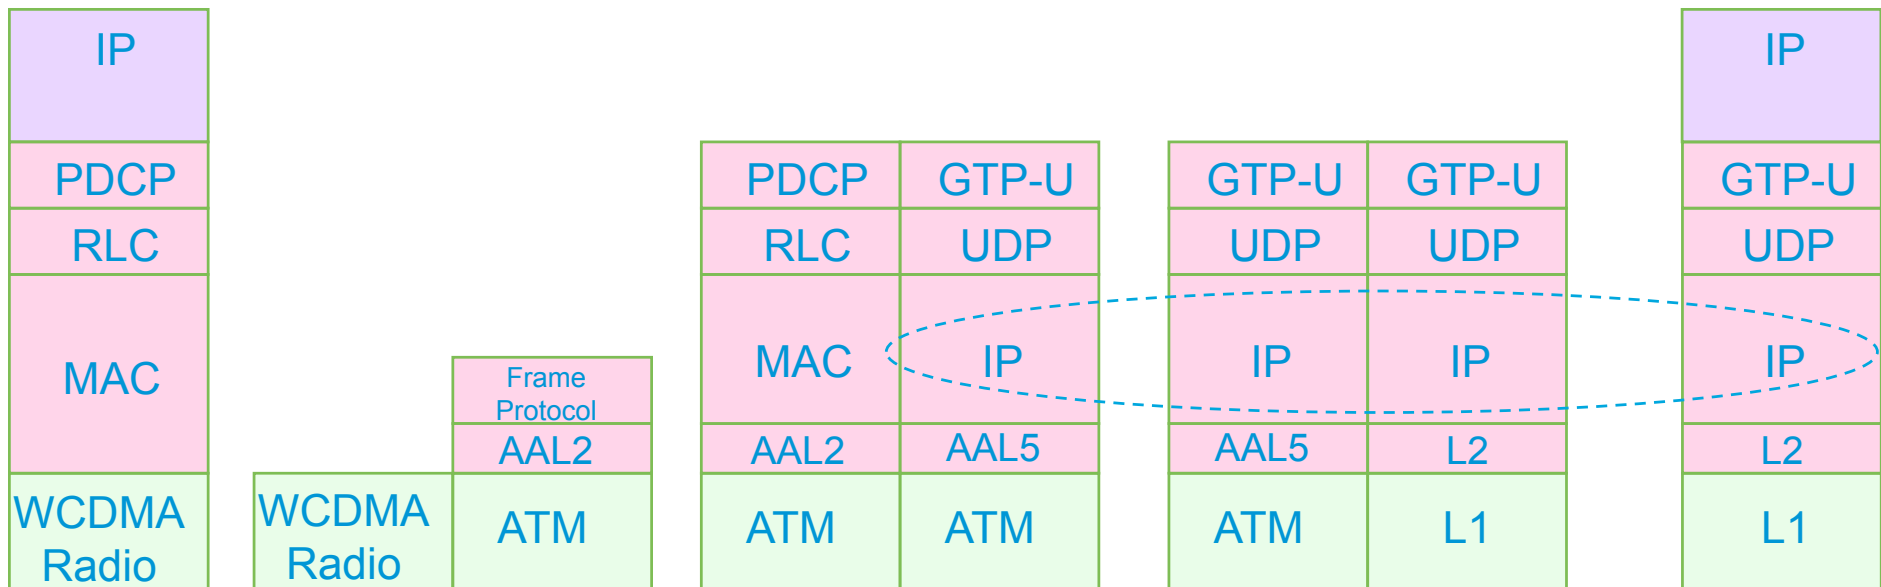 IP
IP
PDCP
PDCP
GTP-U
GTP-U
GTP-U
GTP-U
RLC
RLC
UDP
UDP
UDP
UDP
MAC
Frame
Protocol
MAC
IP
IP
IP
IP
AAL2
AAL2
AAL5
AAL5
L2
L2
WCDMA
Radio
WCDMA
Radio
ATM
ATM
ATM
ATM
L1
L1